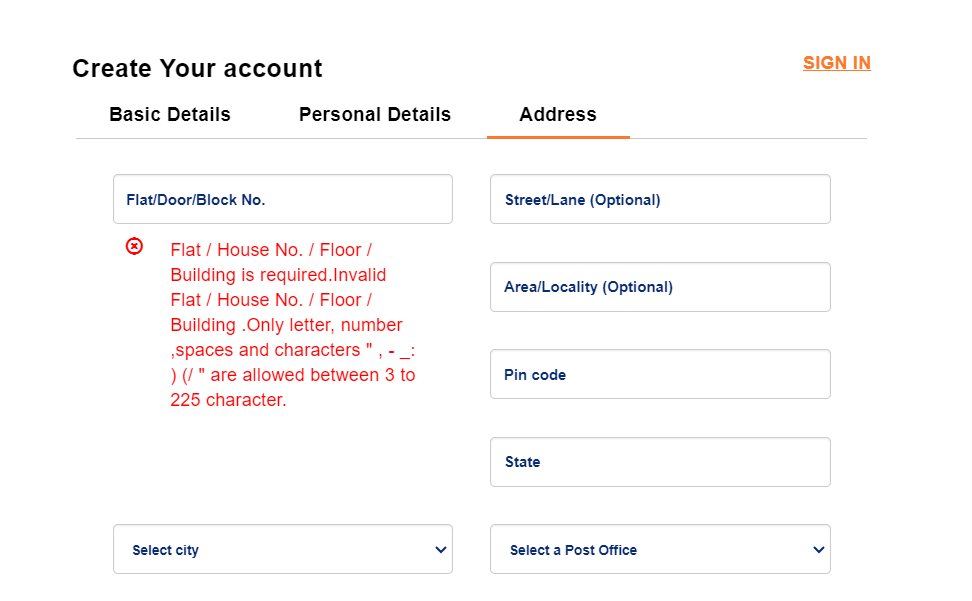 Create Your account
SIGN IN
Basic Details
Personal Details
Address
Flat/Door/Block No.
Street/Lane (Optional)
Flat / House No. / Floor /
Building is required.Invalid
Flat / House No. / Floor /
Building .Only letter, number
,spaces and characters " , - _:
) (/ " are allowed between 3 to
225 character.
Area/Locality (Optional)
Pin code
State
Select city
Select a Post Office